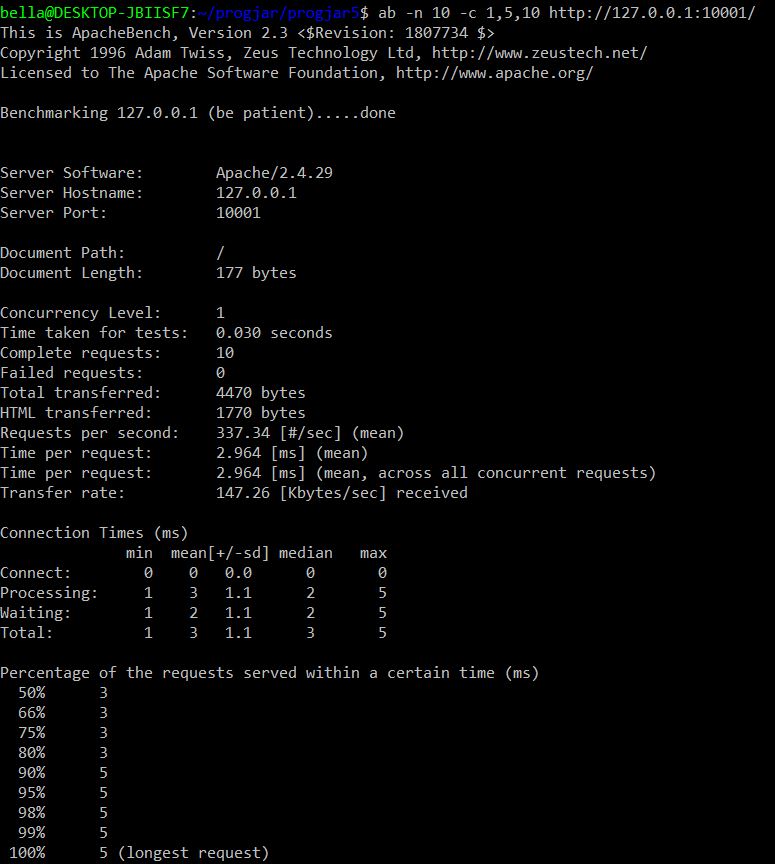 bella@DESKTOP-JBIISF7:~/progjar/progjar5$ ab -n 10 -c 1,5,10 http://127.0.0.1:10001/
This is ApacheBench, Version 2.3 <$Revision: 1807734 $>
Copyright 1996 Adam Twiss, Zeus Technology Ltd, http://www.zeustech.net/
Licensed to The Apache Software Foundation, http://www.apache.org/

Benchmarking 127.0.0.1 (be patient).....done


Server Software:        Apache/2.4.29
Server Hostname:        127.0.0.1
Server Port:            10001

Document Path:          /
Document Length:        177 bytes

Concurrency Level:      1
Time taken for tests:   0.030 seconds
Complete requests:      10
Failed requests:        0
Total transferred:      4470 bytes
HTML transferred:       1770 bytes
Requests per second:    337.34 [#/sec] (mean)
Time per request:       2.964 [ms] (mean)
Time per request:       2.964 [ms] (mean, across all concurrent requests)
Transfer rate:          147.26 [Kbytes/sec] received

Connection Times (ms)
              min  mean[+/-sd] median   max
Connect:        0    0   0.0      0       0
Processing:     1    3   1.1      2       5
Waiting:        1    2   1.1      2       5
Total:          1    3   1.1      3       5

Percentage of the requests served within a certain time (ms)
  50%      3
  66%      3
  75%      3
  80%      3
  90%      5
  95%      5
  98%      5
  99%      5
 100%      5 (longest request)